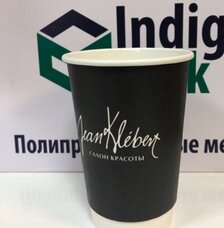 Indig
Полипр
ые ме
Jean Klébert
САЛОН КРАСОТЫ